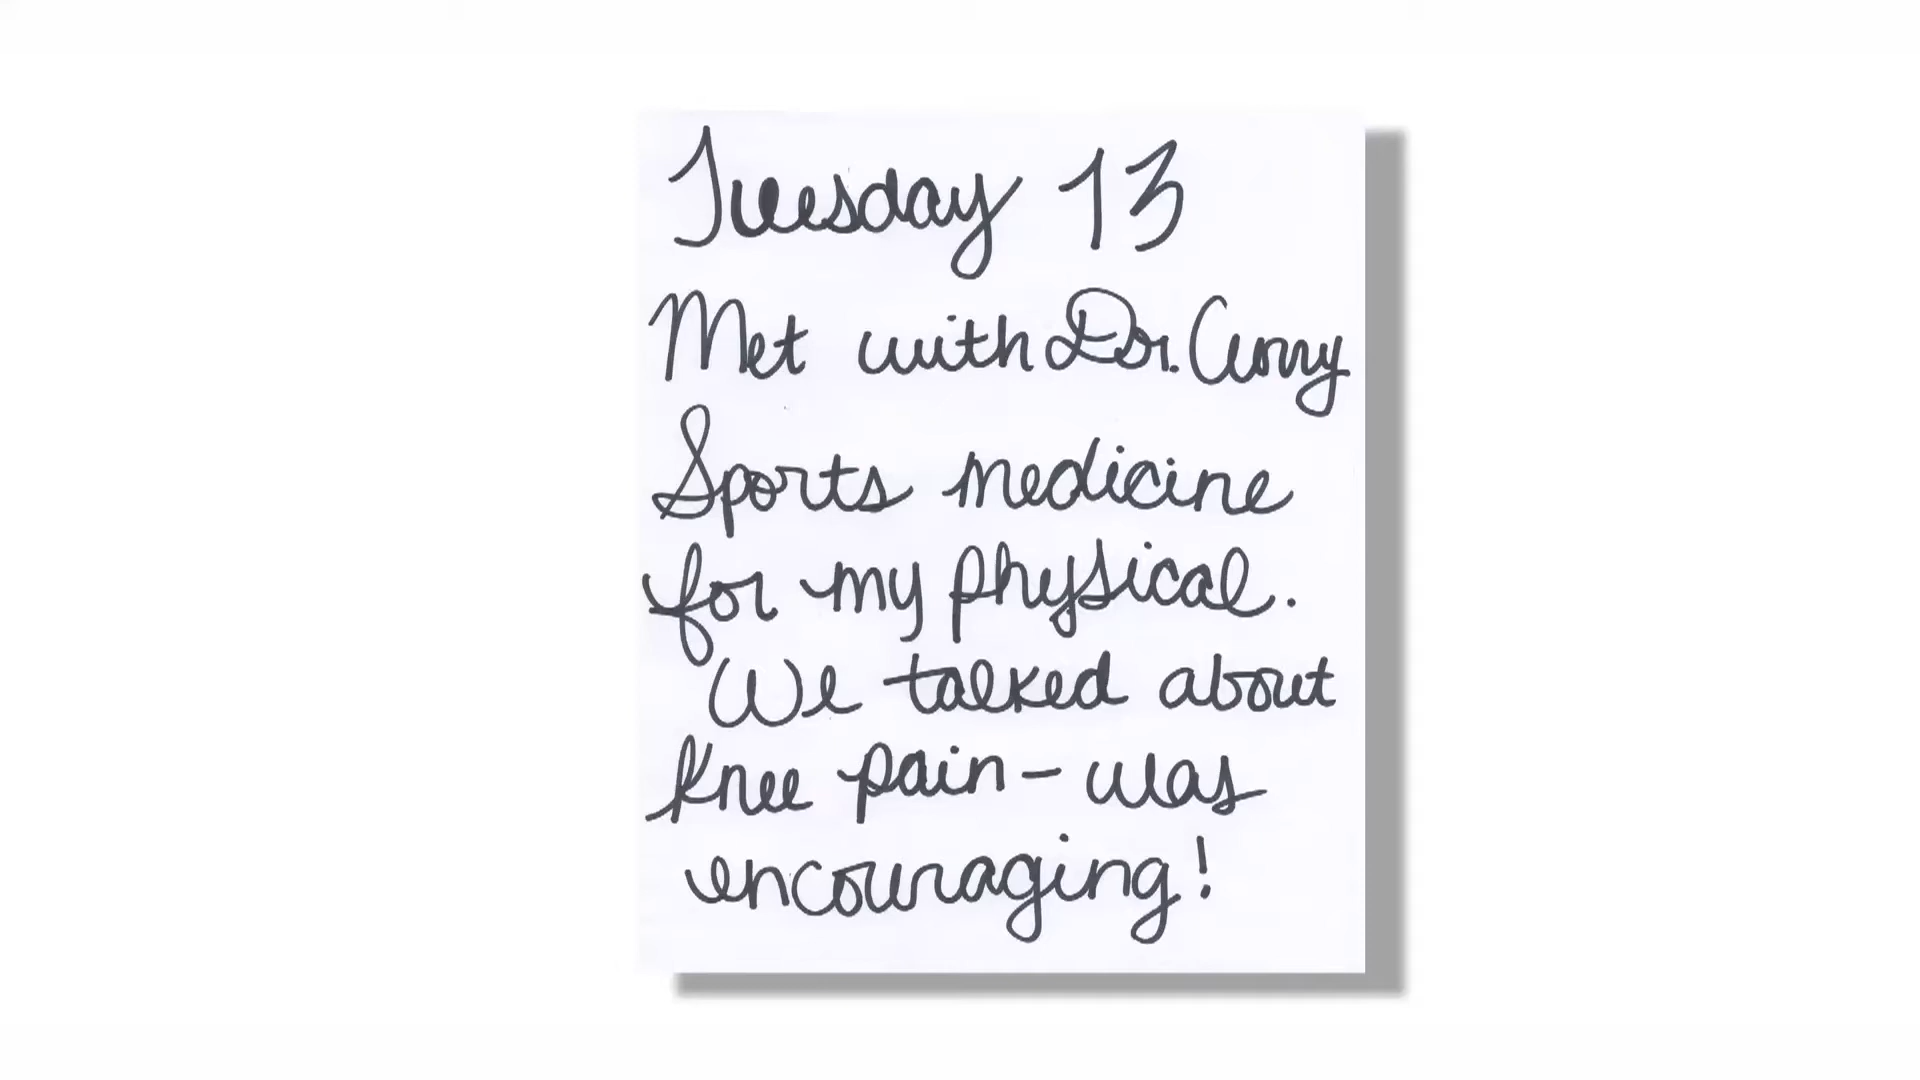 Tuesday 13
Met with Dr. Curry
Sports medicine
for my physical.
We talked about
knee pain - was
encouraging!